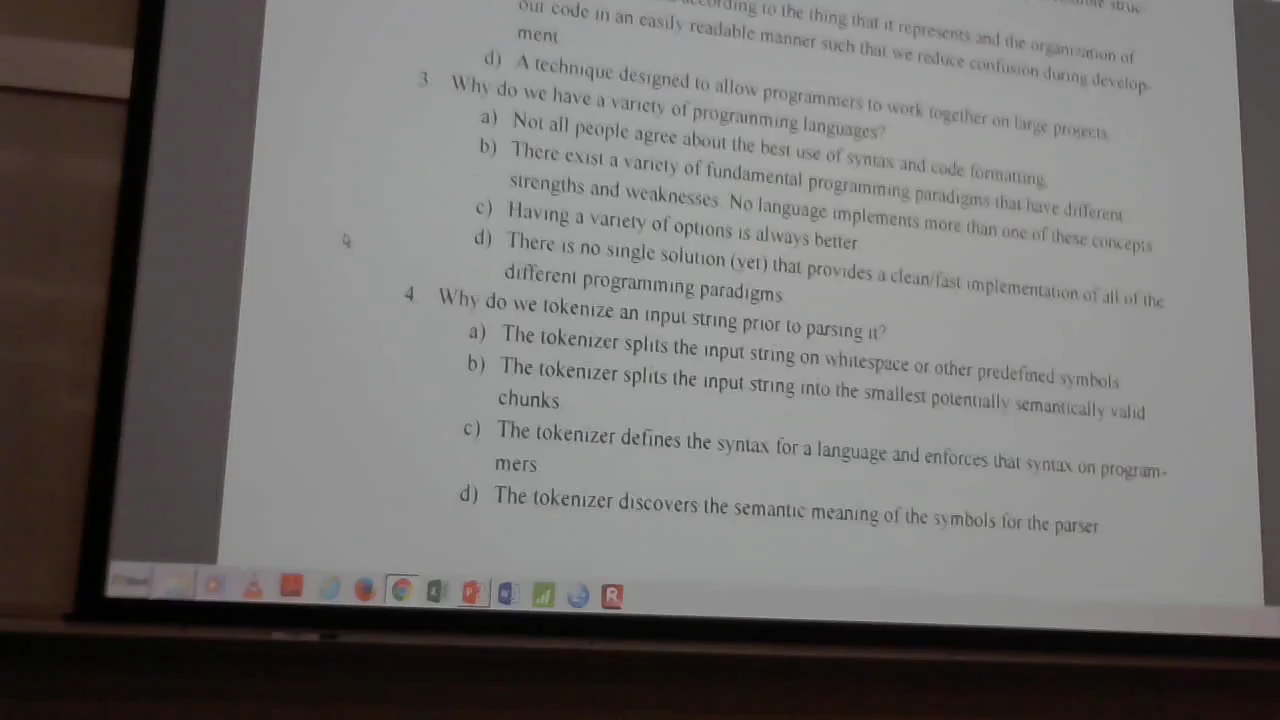 according to the thing that it represents and the organization of
our code in an easily readable manner such that we reduce confusion during develop-
ment
d) A technique designed to allow programmers to work together on large projects
3 Why do we have a variety of programming languages?
a) Not all people agree about the best use of syntax and code formatting.
b) There exist a variety of fundamental programming paradigms that have different
strengths and weaknesses. No language implements more than one of these concepts
c) Having a variety of options is always better
d) There is no single solution (yet) that provides a clean/fast implementation of all of the
different programming paradigms
4 Why do we tokenize an input string prior to parsing it?
a) The tokenizer splits the input string on whitespace or other predefined symbols
b) The tokenizer splits the input string into the smallest potentially semantically valid
chunks
c) The tokenizer defines the syntax for a language and enforces that syntax on program-
mers
d) The tokenizer discovers the semantic meaning of the symbols for the parser
R